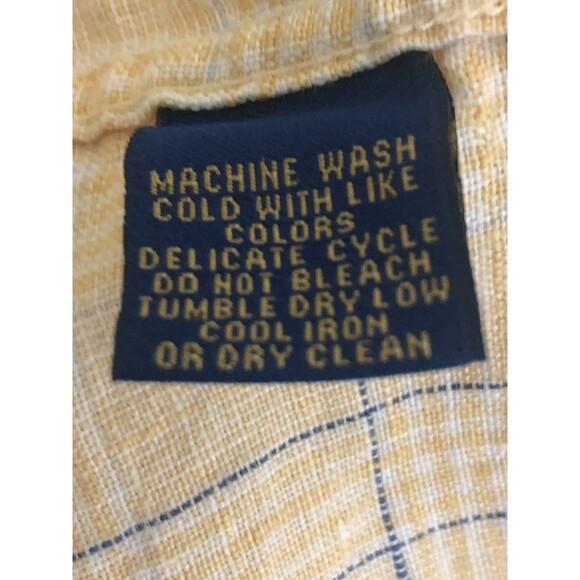 MACHINE WASH
COLD WITH LIKE
COLORS
DELICATE CYCLE
DO NOT BLEACH
TUMBLE DRY LOW
COOL IRON
OR DRY CLEAN